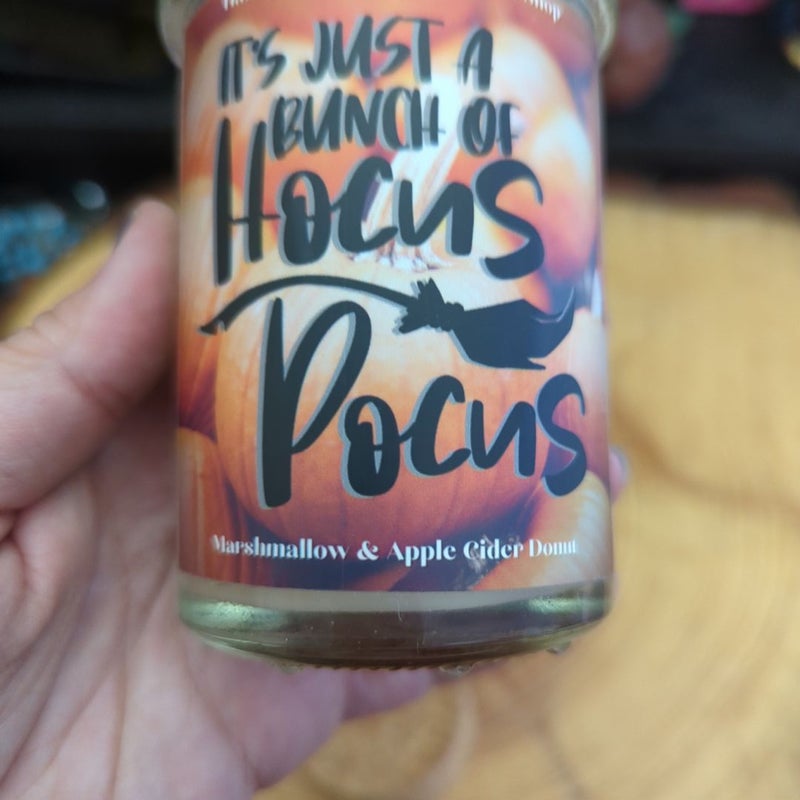 IT'S JUST A
BUNCH OF
HOCUS
POCUS
Marshmallow & Apple Cider Donut